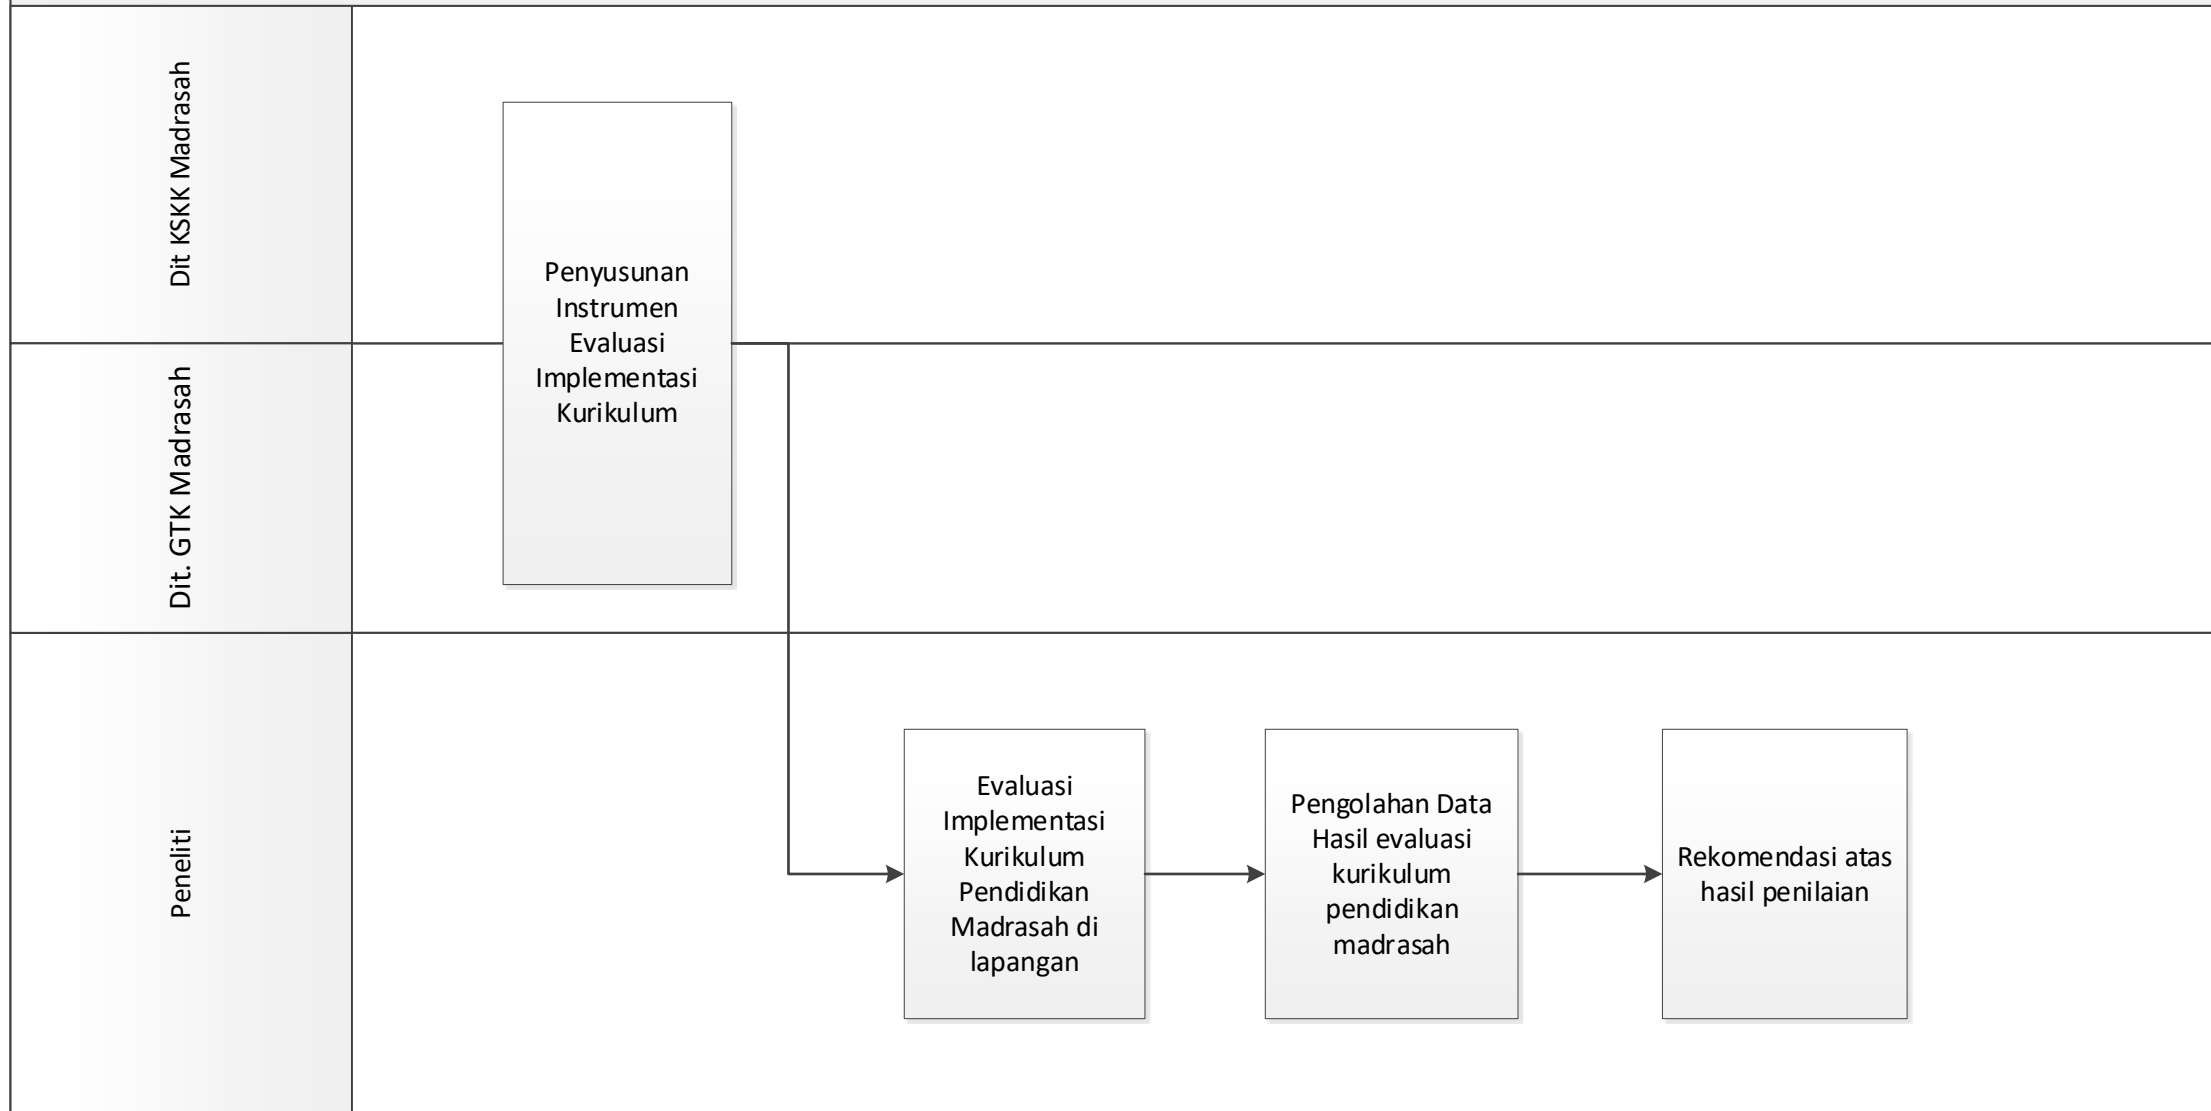 Dit KSKK Madrasah
Penyusunan
Instrumen
Evaluasi
Implementasi
Kurikulum
Dit. GTK Madrasah
Peneliti
Evaluasi
Implementasi
Kurikulum
Pendidikan
Madrasah di
lapangan
Pengolahan Data
Hasil evaluasi
kurikulum
pendidikan
madrasah
Rekomendasi atas
hasil penilaian